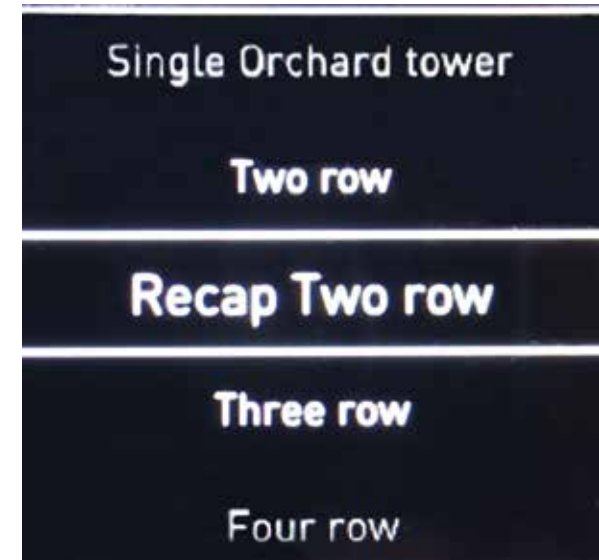 Single Orchard tower
Two row
Recap Two row
Three row
Four row